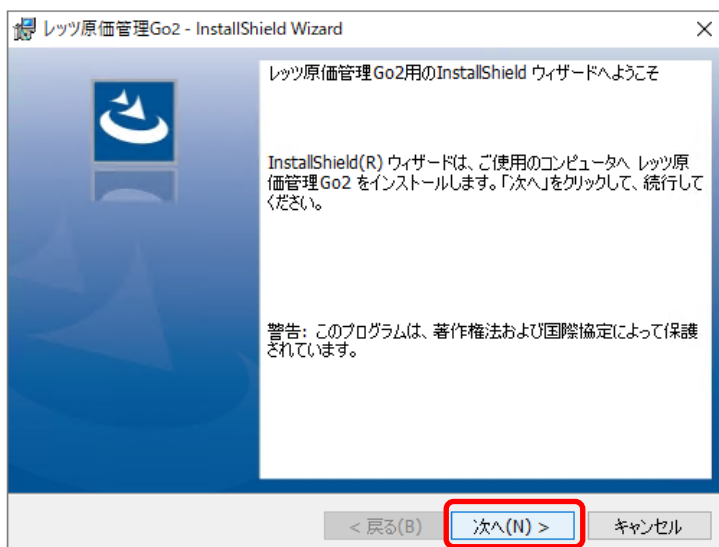 レッツ原価管理Go2 - InstallShield Wizard
レッツ原価管理Go2用のInstallShield ウィザードへようこそ
InstallShield(R) ウィザードは、ご使用のコンピュータへ レッツ原
価管理Go2 をインストールします。「次へ」をクリックして、続行して
ください。
警告: このプログラムは、著作権法および国際協定によって保護
されています。
< 戻る(B)
次へ(N) >
キャンセル